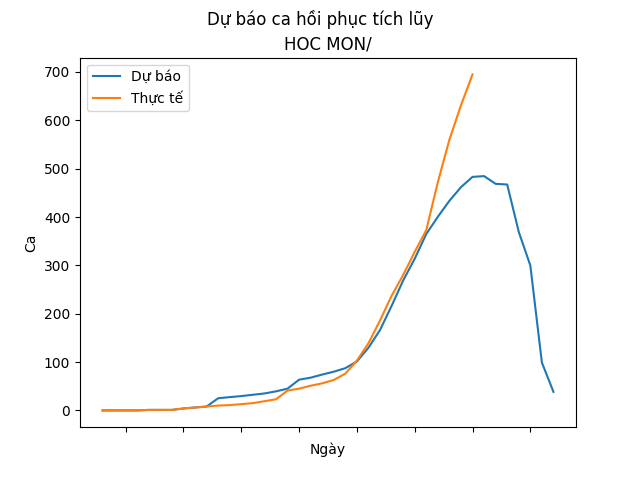 Dự báo ca hồi phục tích lũy
HOC MON/
Dự báo
Thực tế
700
600
500
400
300
200
100
0
Ca
Ngày